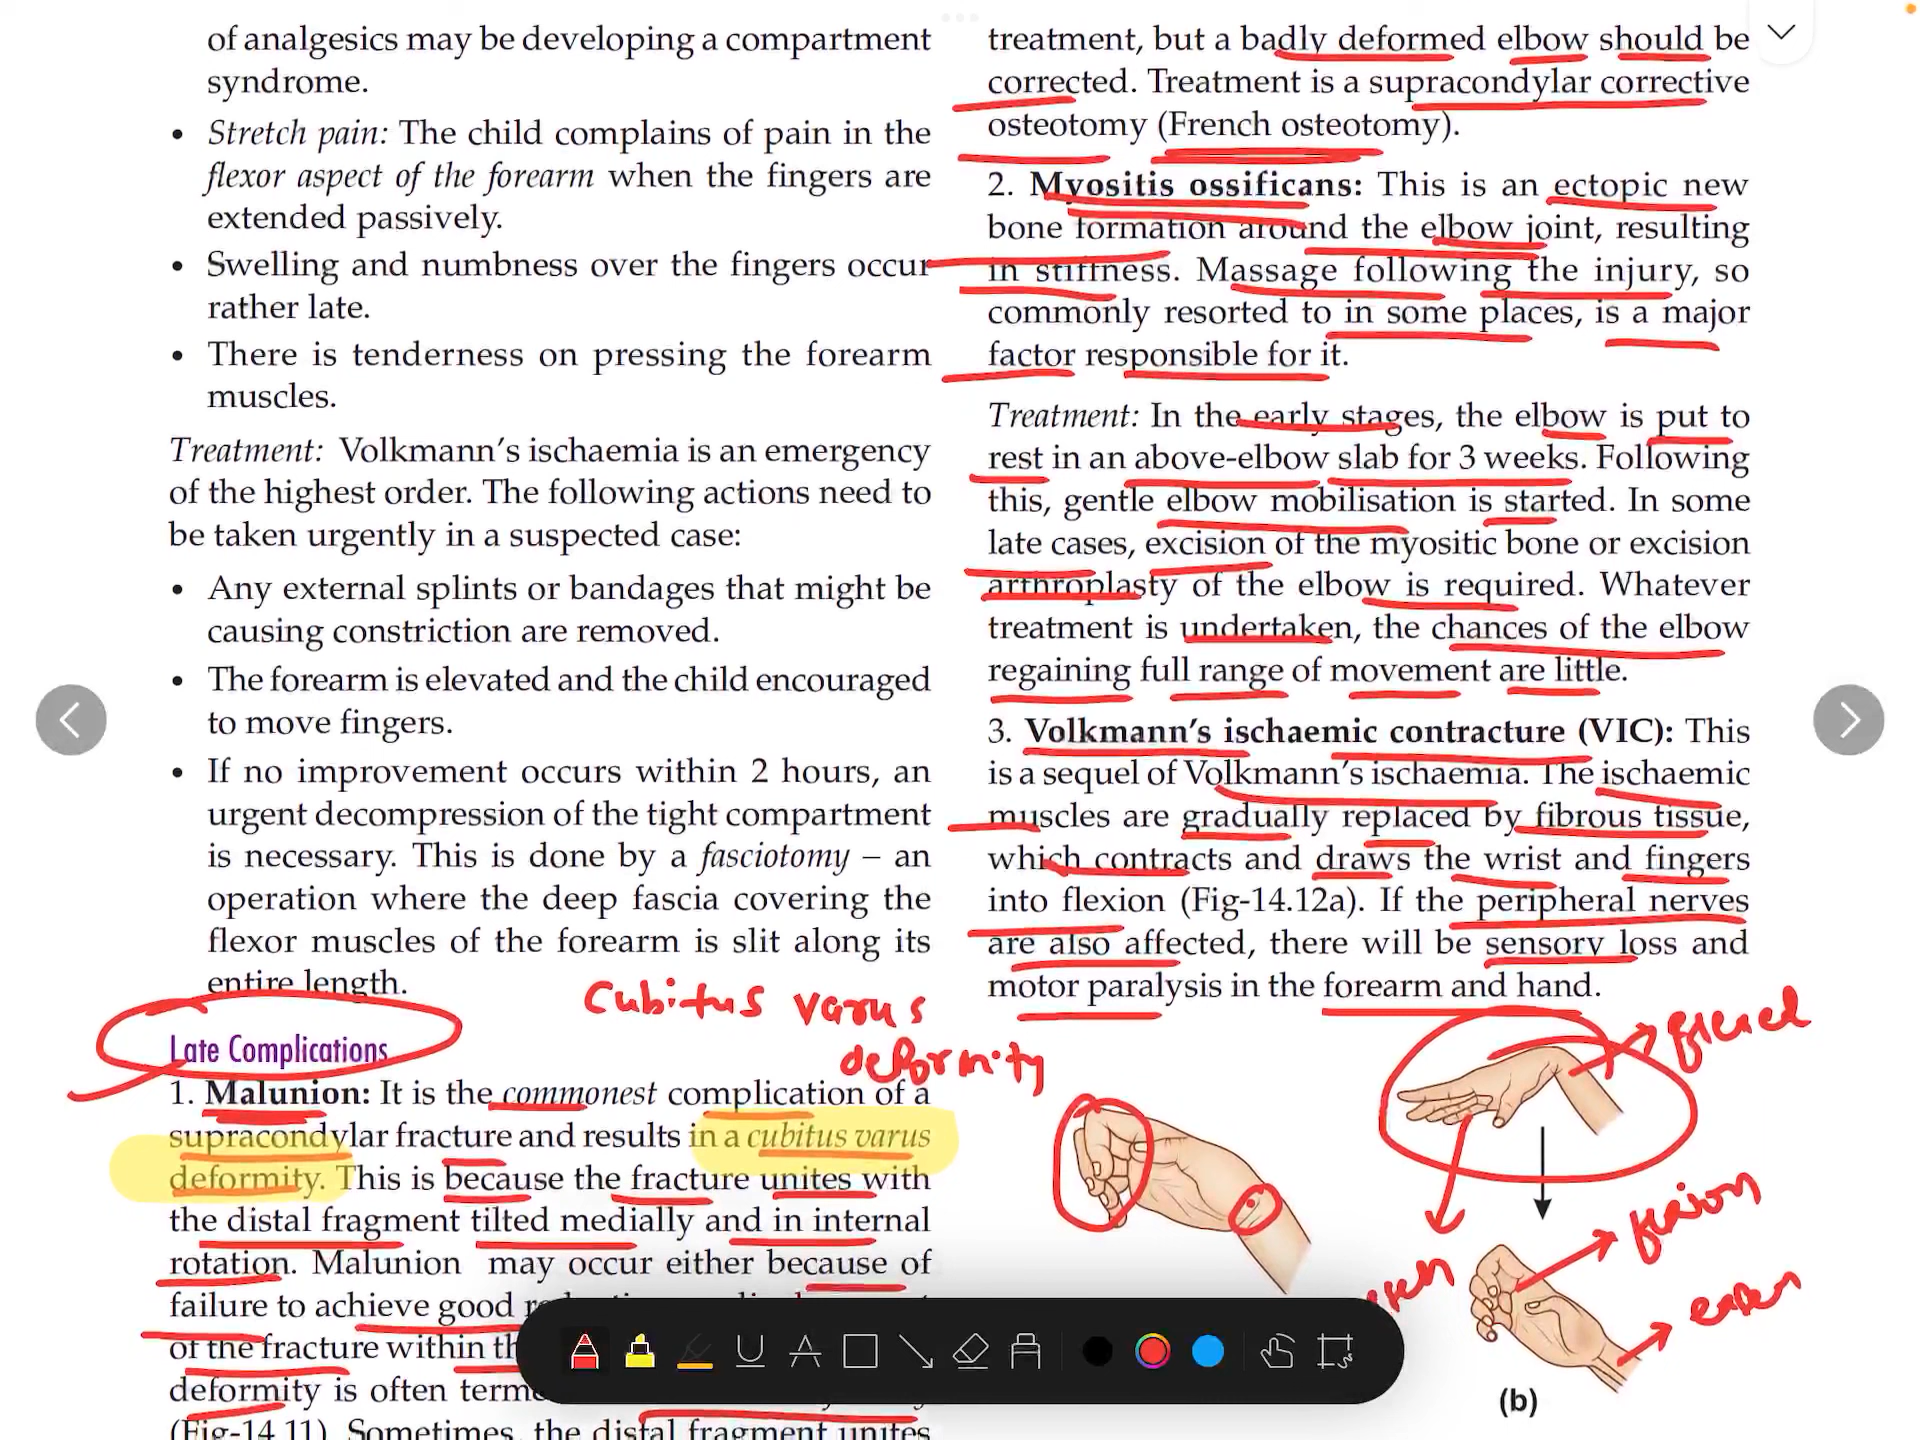 of analgesics may be developing a compartment
syndrome.
• Stretch pain: The child complains of pain in the
flexor aspect of the forearm when the fingers are
extended passively.
• Swelling and numbness over the fingers occur
rather late.
• There is tenderness on pressing the forearm
muscles.
Treatment: Volkmann's ischaemia is an emergency
of the highest order. The following actions need to
be taken urgently in a suspected case:
• Any external splints or bandages that might be
causing constriction are removed.
• The forearm is elevated and the child encouraged
to move fingers.
• If no improvement occurs within 2 hours, an
urgent decompression of the tight compartment
is necessary. This is done by a fasciotomy – an
operation where the deep fascia covering the
flexor muscles of the forearm is slit along its
entire length.
Late Complications
1. Malunion: It is the commonest complication of a
supracondylar fracture and results in a cubitus varus
deformity. This is because the fracture unites with
the distal fragment tilted medially and in internal
rotation. Malunion may occur either because of
failure to achieve good
of the fracture within
deformity is often
(Fig-14.11). Sometimes, the distal fragment unites
Cubitus varus
deformity
treatment, but a badly deformed elbow should be
corrected. Treatment is a supracondylar corrective
osteotomy (French osteotomy).
2. Myositis ossificans: This is an ectopic new
bone formation around the elbow joint, resulting
in stiffness. Massage following the injury, so
commonly resorted to in some places, is a major
factor responsible for it.
Treatment: In the early stages, the elbow is put to
rest in an above-elbow slab for 3 weeks. Following
this, gentle elbow mobilisation is started. In some
late cases, excision of the myositic bone or excision
arthroplasty of the elbow is required. Whatever
treatment is undertaken, the chances of the elbow
regaining full range of movement are little.
3. Volkmann's ischaemic contracture (VIC): This
is a sequel of Volkmann's ischaemia. The ischaemic
muscles are gradually replaced by fibrous tissue,
which contracts and draws the wrist and fingers
into flexion (Fig-14.12a). If the peripheral nerves
are also affected, there will be sensory loss and
motor paralysis in the forearm and hand.
flexion
(b)